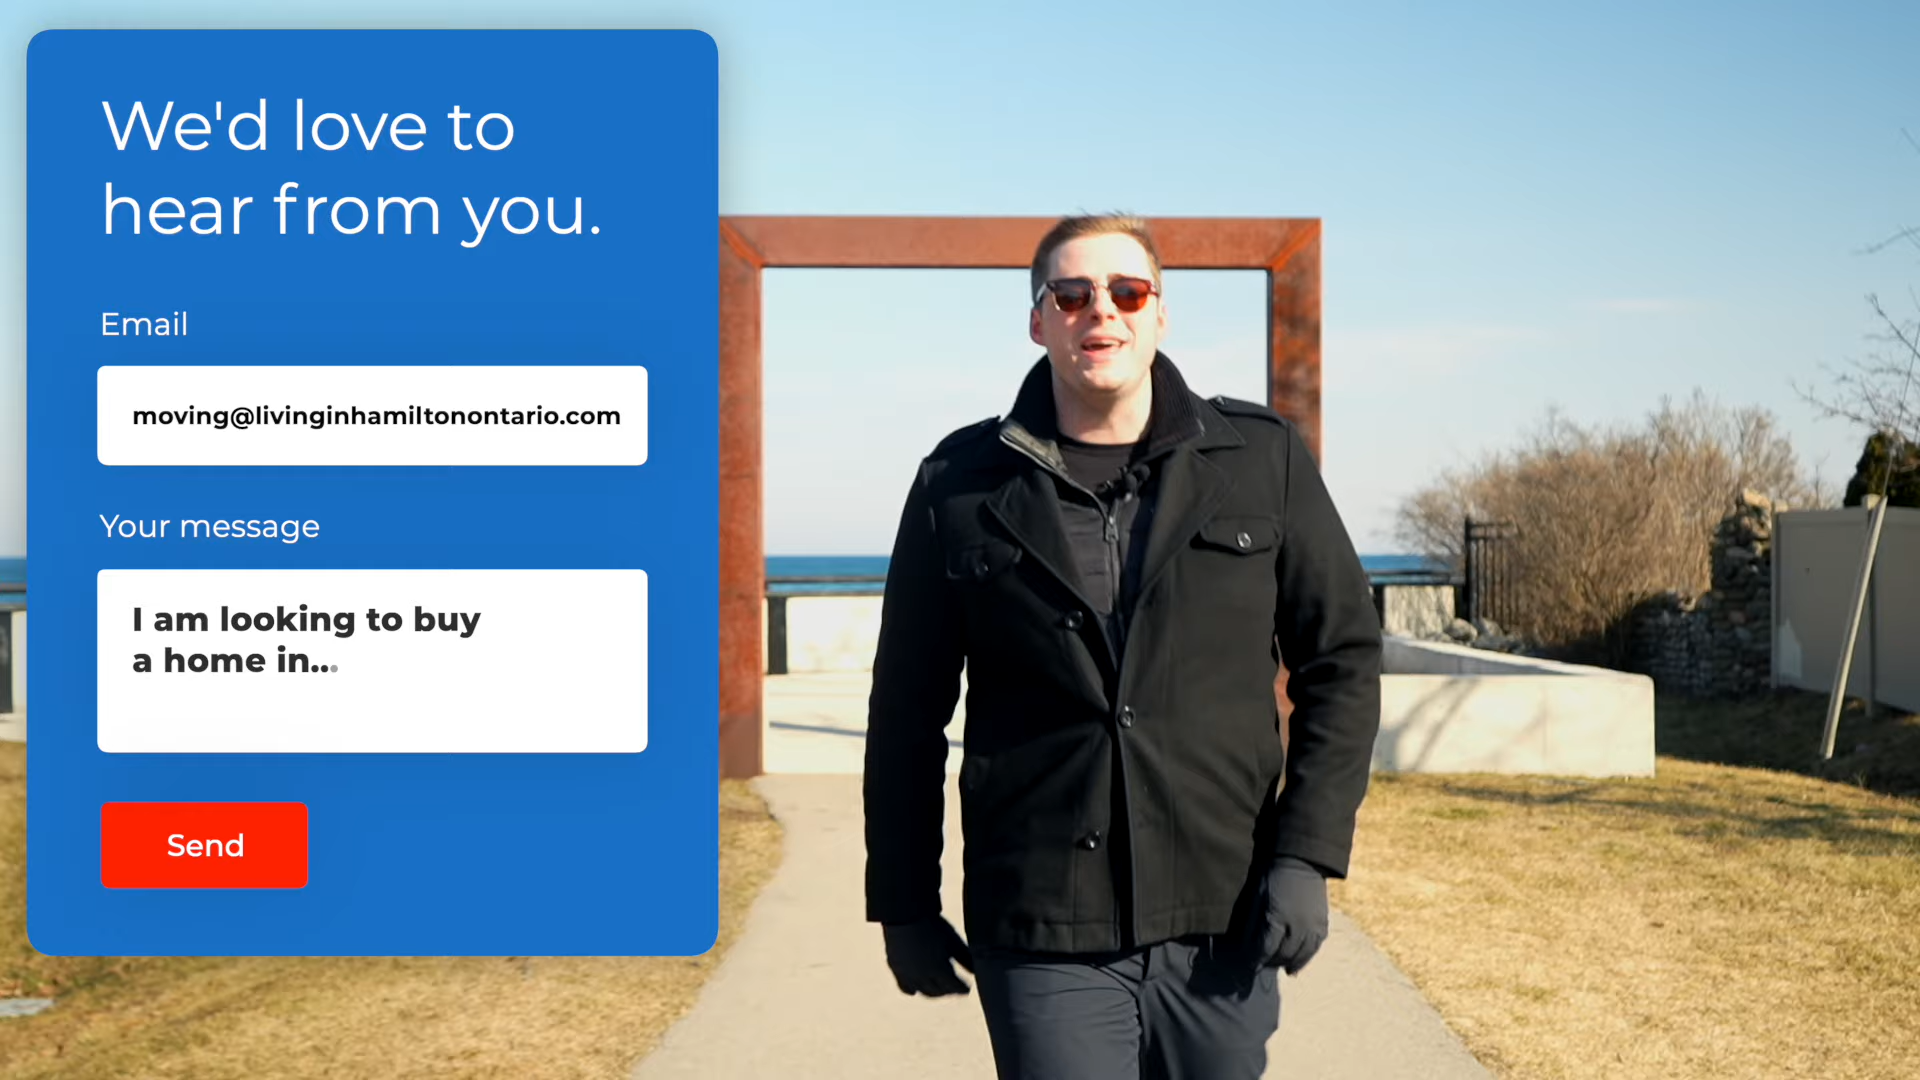 We'd love to
hear from you.
Email
moving@livinginhamiltonontario.com
Your message
I am looking to buy
a home in...
Send